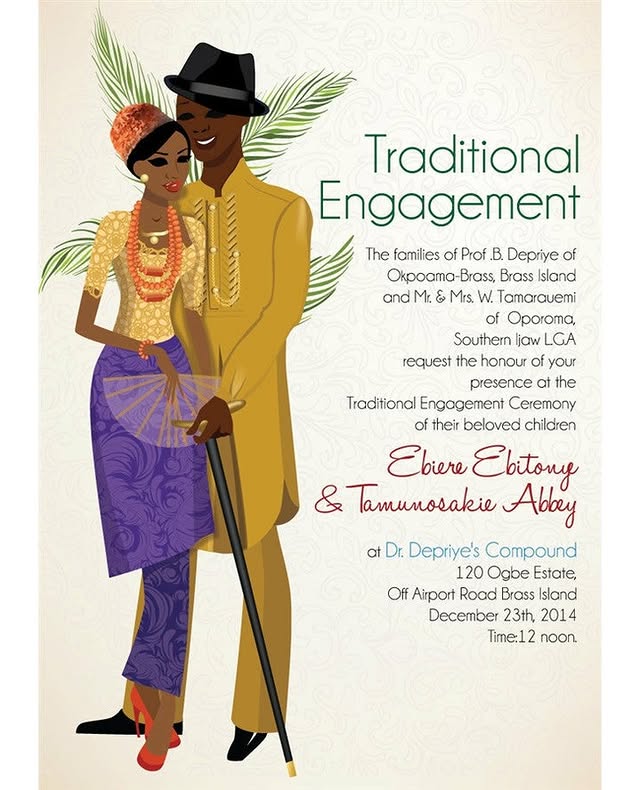 Traditional
Engagement
The families of Prof .B. Depriye of
Okpoama-Brass, Brass Island
and Mr. & Mrs. W. Tamarauemi
of Oporoma,
Southern Ijaw L.G.A
request the honour of your
presence at the
Traditional Engagement Ceremony
of their beloved children
Ebiere Ebitony
& Tamunosakie Abbey
at Dr. Depriye's Compound
120 Ogbe Estate,
Off Airport Road Brass Island
December 23th, 2014
Time:12 noon.